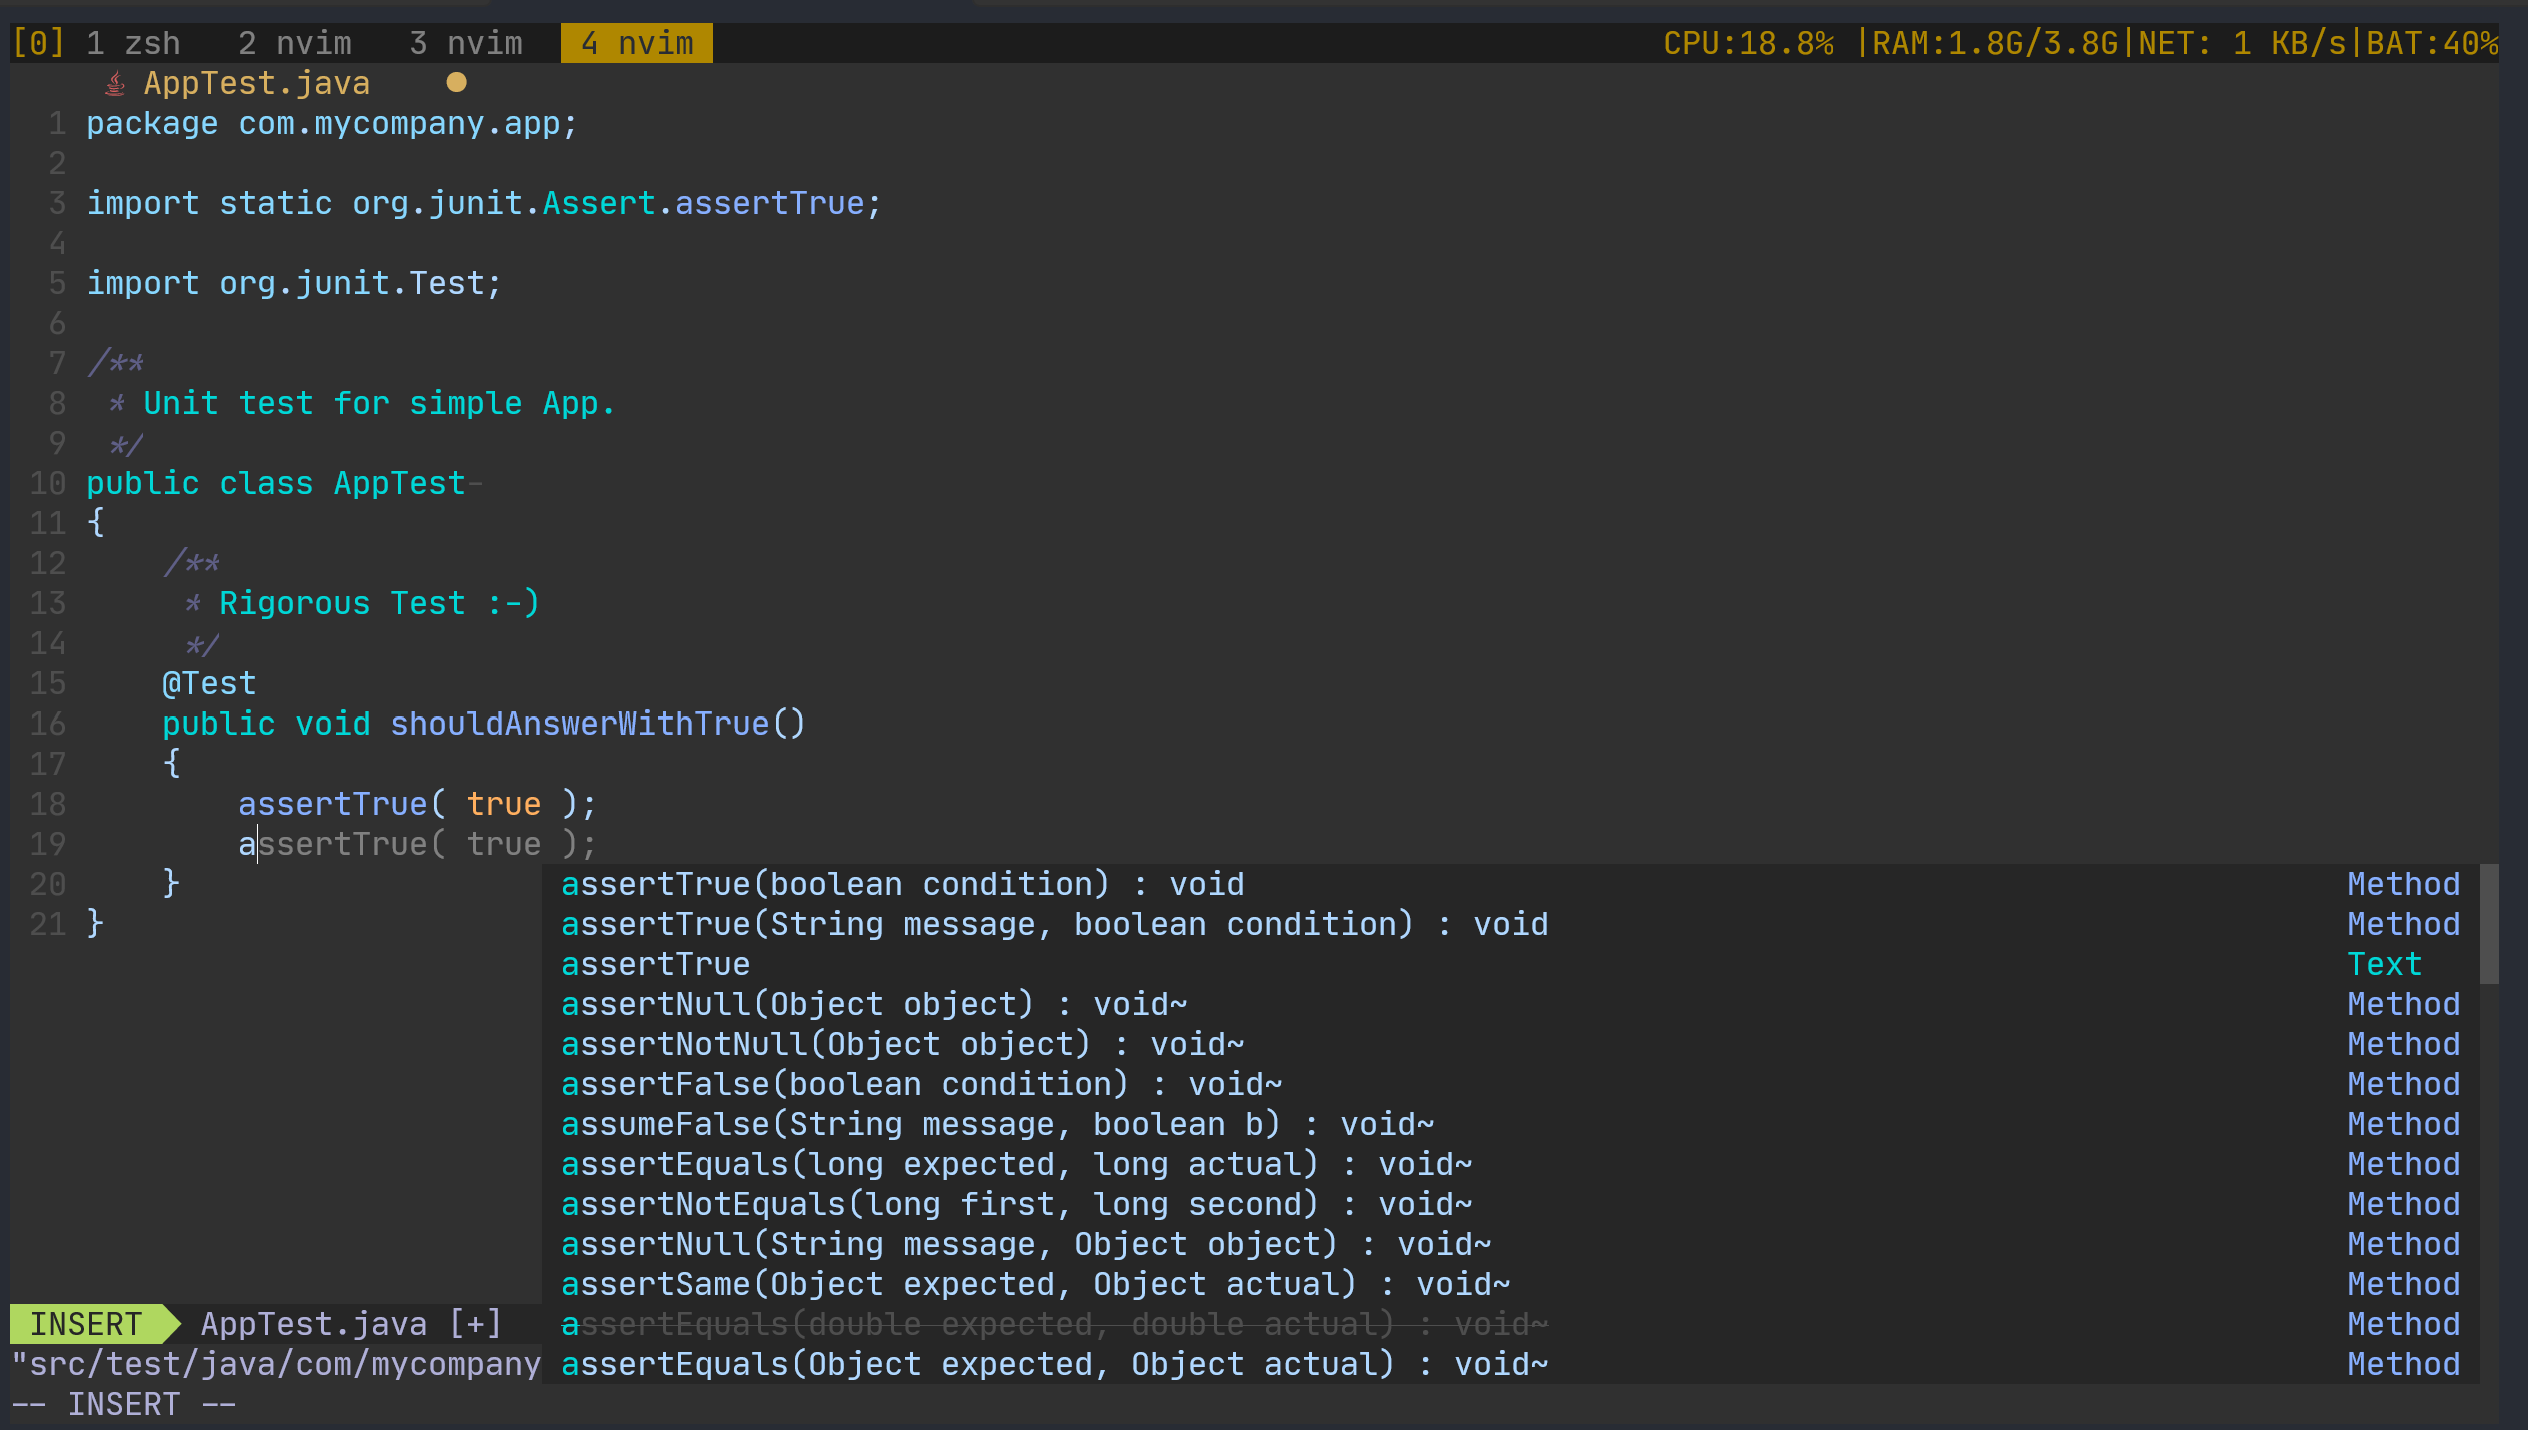 [0] 1 zsh 2 nvim 3 nvim 4 nvim CPU:18.8% |RAM:1.8G/3.8G|NET: 1 KB/s|BAT:40%
AppTest.java ●
1 package com.mycompany.app;
2
3 import static org.junit.Assert.assertTrue;
4
5 import org.junit.Test;
6
7 /**
8  * Unit test for simple App.
9  */
10 public class AppTest-
11 {
12     /**
13      * Rigorous Test :-)
14      */
15     @Test
16     public void shouldAnswerWithTrue()
17     {
18         assertTrue( true );
19         assertTrue( true );
20     }
21 }
assertTrue(boolean condition) : void Method
assertTrue(String message, boolean condition) : void Method
assertTrue Text
assertNull(Object object) : void~ Method
assertNotNull(Object object) : void~ Method
assertFalse(boolean condition) : void~ Method
assumeFalse(String message, boolean b) : void~ Method
assertEquals(long expected, long actual) : void~ Method
assertNotEquals(long first, long second) : void~ Method
assertNull(String message, Object object) : void~ Method
assertSame(Object expected, Object actual) : void~ Method
assertEquals(double expected, double actual) : void~ Method
assertEquals(Object expected, Object actual) : void~ Method
INSERT AppTest.java [+]
"src/test/java/com/mycompany
-- INSERT --